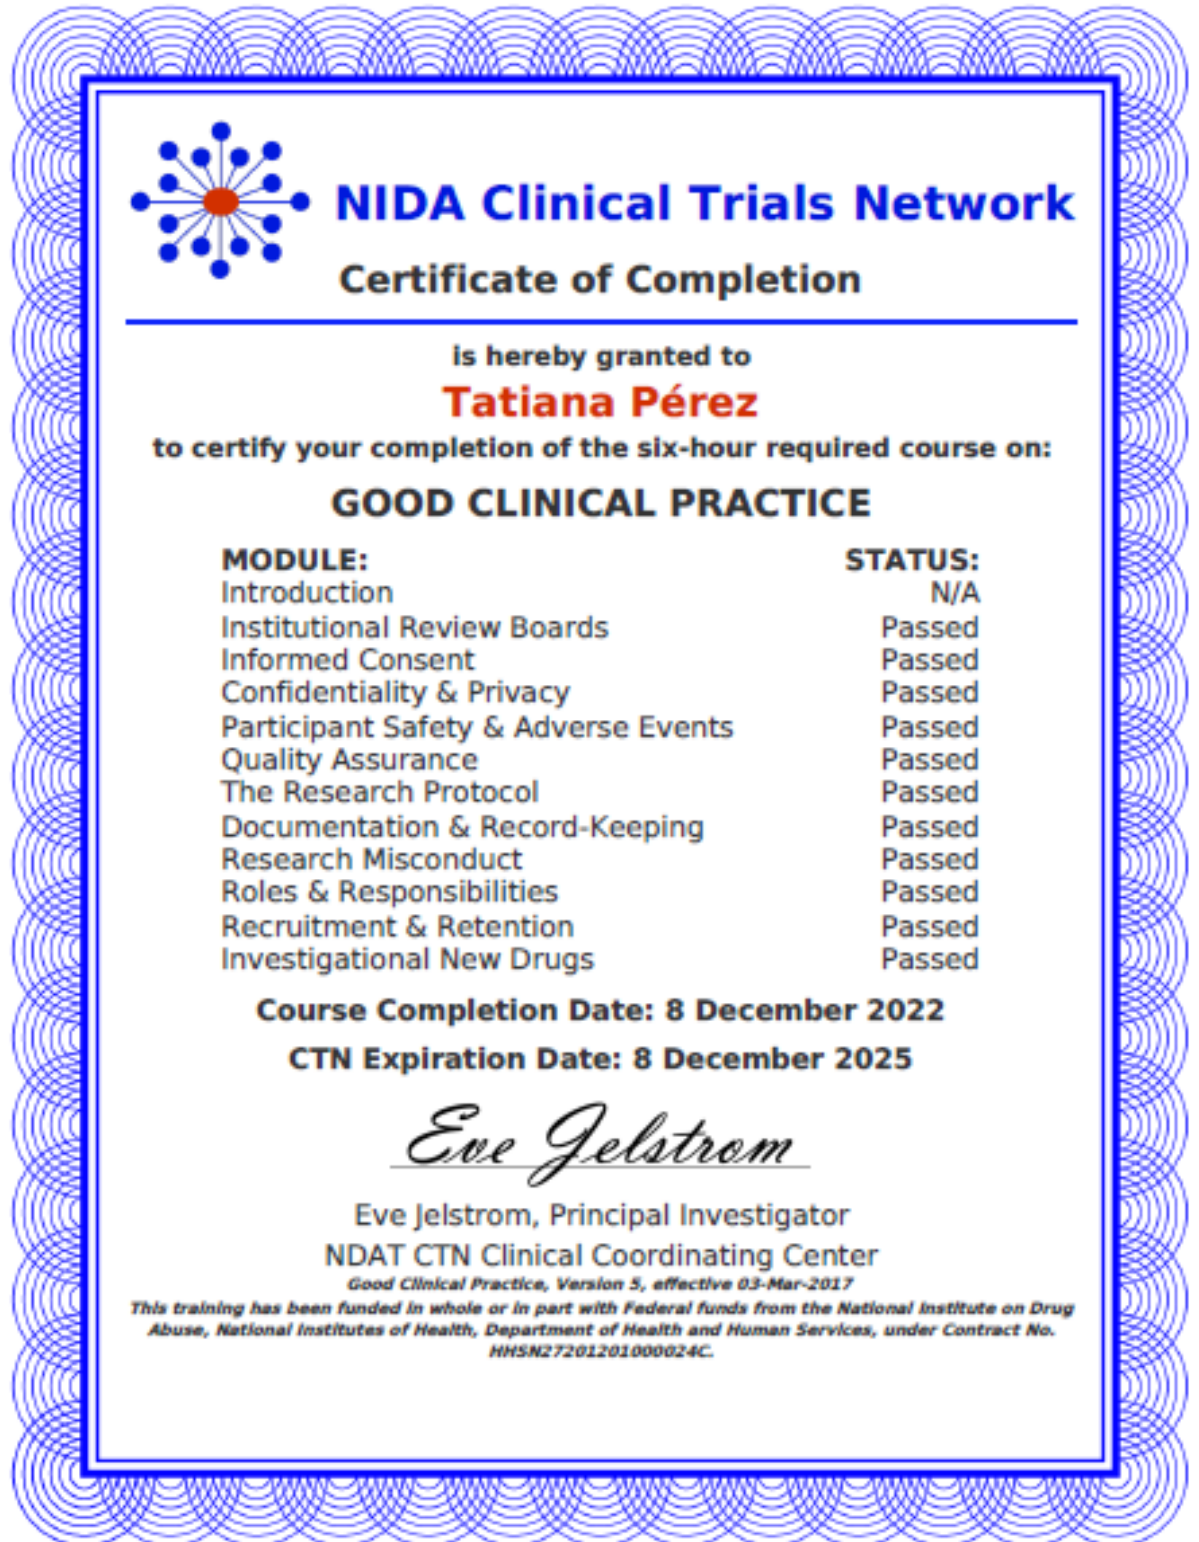 NIDA Clinical Trials Network
Certificate of Completion
is hereby granted to
Tatiana Pérez
to certify your completion of the six-hour required course on:
GOOD CLINICAL PRACTICE
MODULE: STATUS:
Introduction N/A
Institutional Review Boards Passed
Informed Consent Passed
Confidentiality & Privacy Passed
Participant Safety & Adverse Events Passed
Quality Assurance Passed
The Research Protocol Passed
Documentation & Record-Keeping Passed
Research Misconduct Passed
Roles & Responsibilities Passed
Recruitment & Retention Passed
Investigational New Drugs Passed
Course Completion Date: 8 December 2022
CTN Expiration Date: 8 December 2025
Eve Jelstrom
Eve Jelstrom, Principal Investigator
NDAT CTN Clinical Coordinating Center
Good Clinical Practice, Version 5, effective 03-Mar-2017
This training has been funded in whole or in part with Federal funds from the National Institute on Drug
Abuse, National Institutes of Health, Department of Health and Human Services, under Contract No.
HHSN27201201000024C.